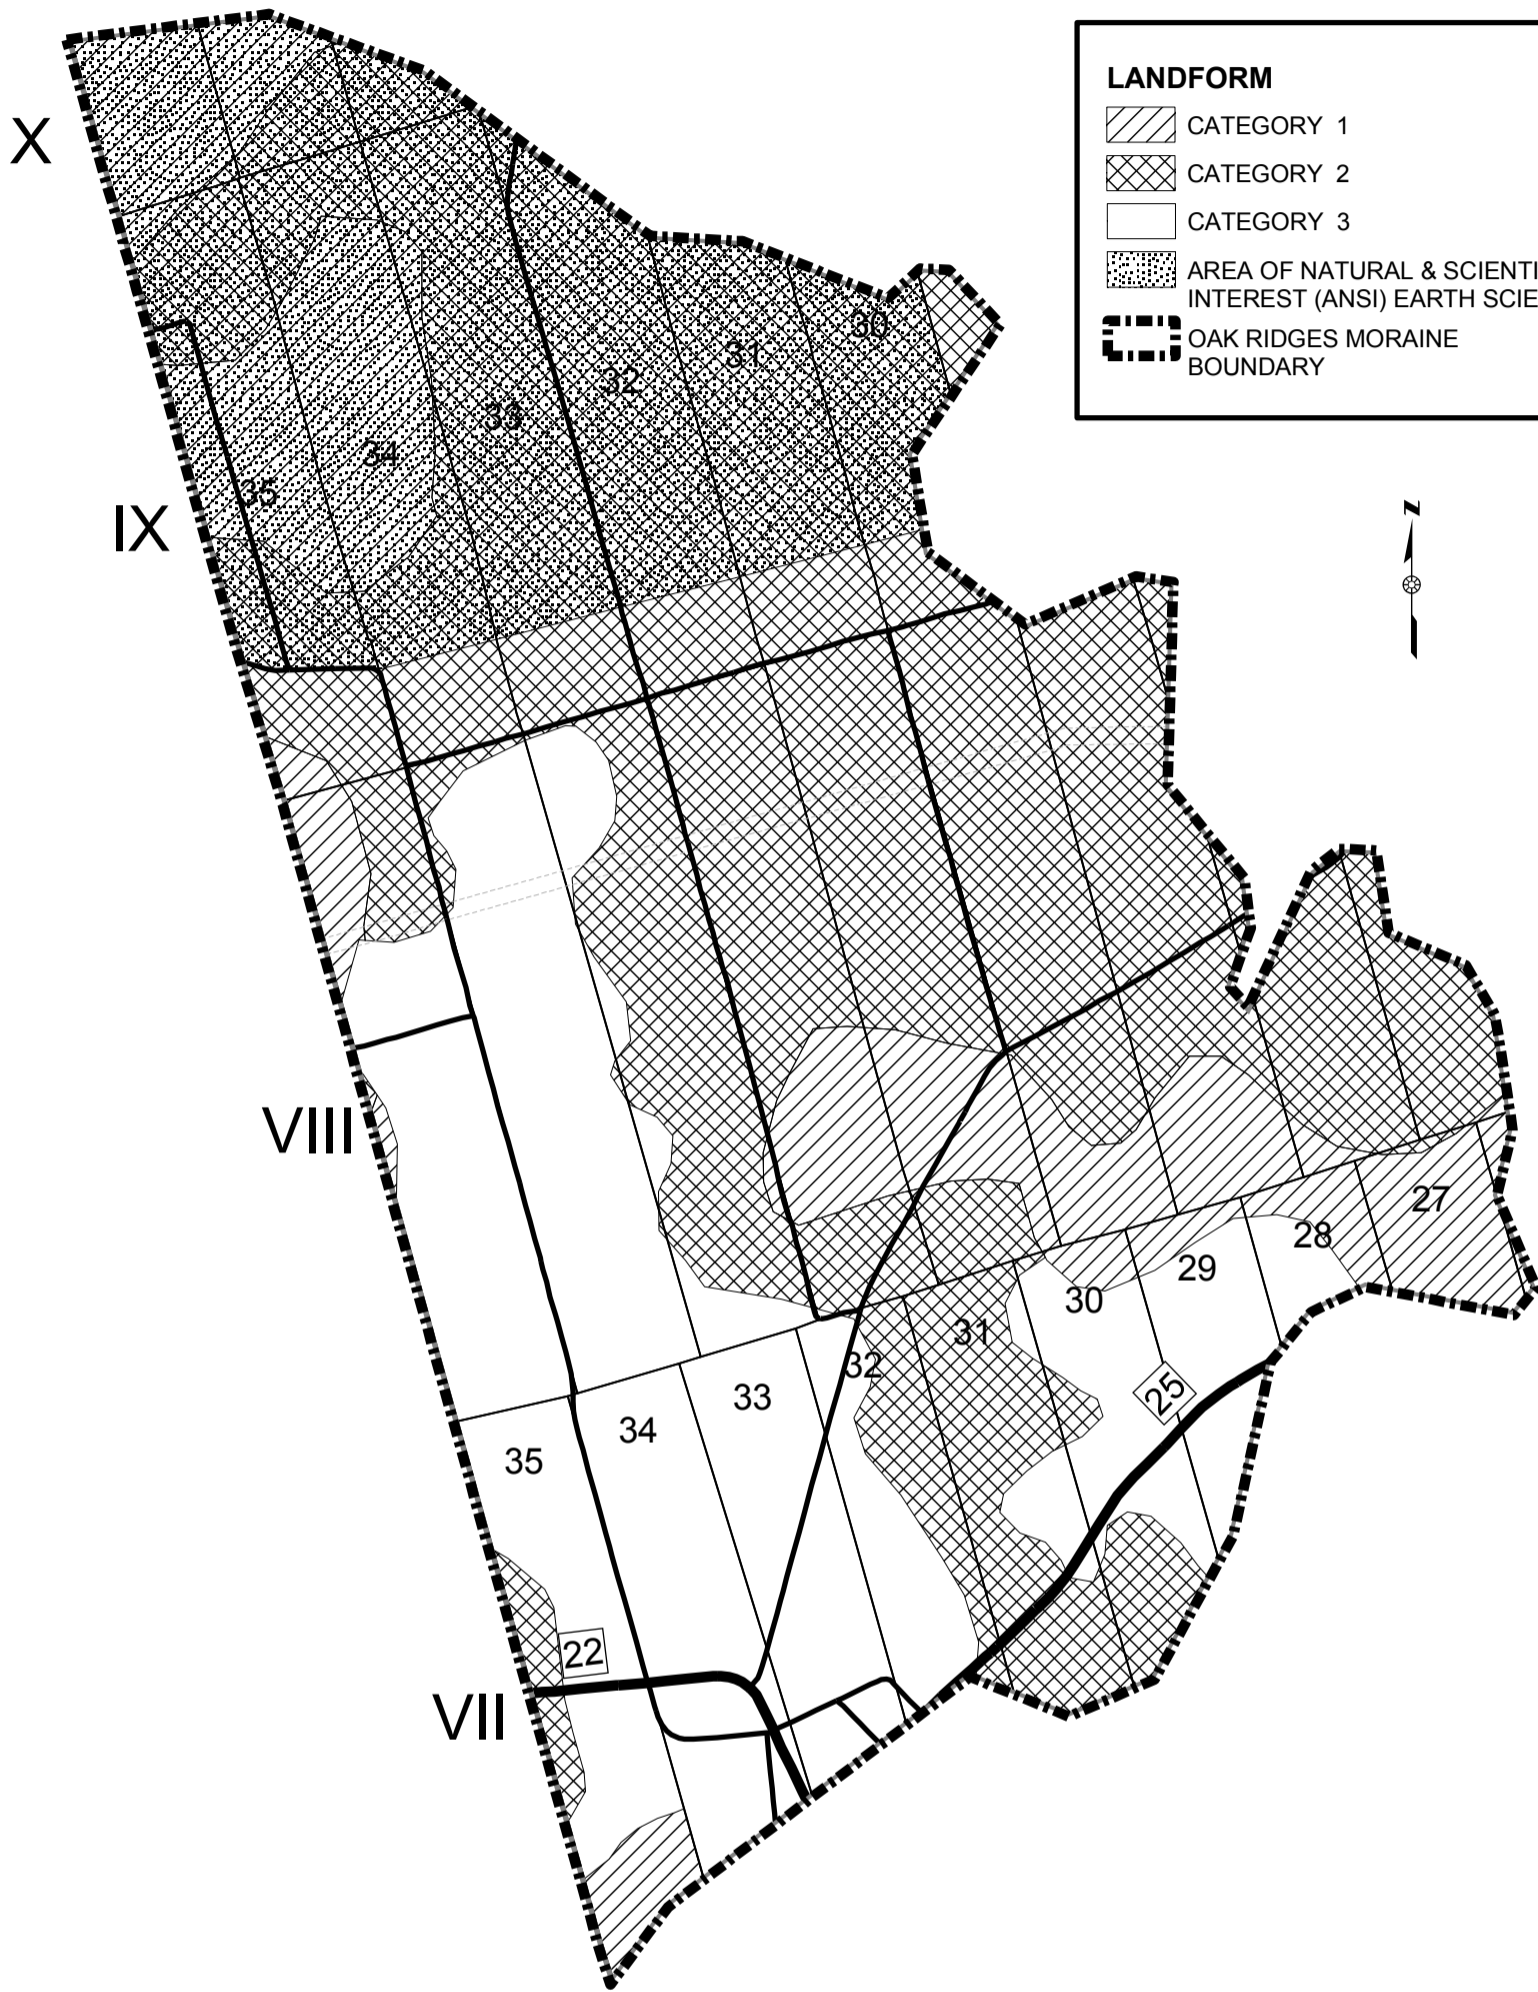 LANDFORM
CATEGORY 1
CATEGORY 2
CATEGORY 3
AREA OF NATURAL & SCIENTI
INTEREST (ANSI) EARTH SCIE
OAK RIDGES MORAINE
BOUNDARY
X
30
31
32
33
34
35
IX
N
VIII
27
28
29
30
31
32
33
34
35
25
22
VII